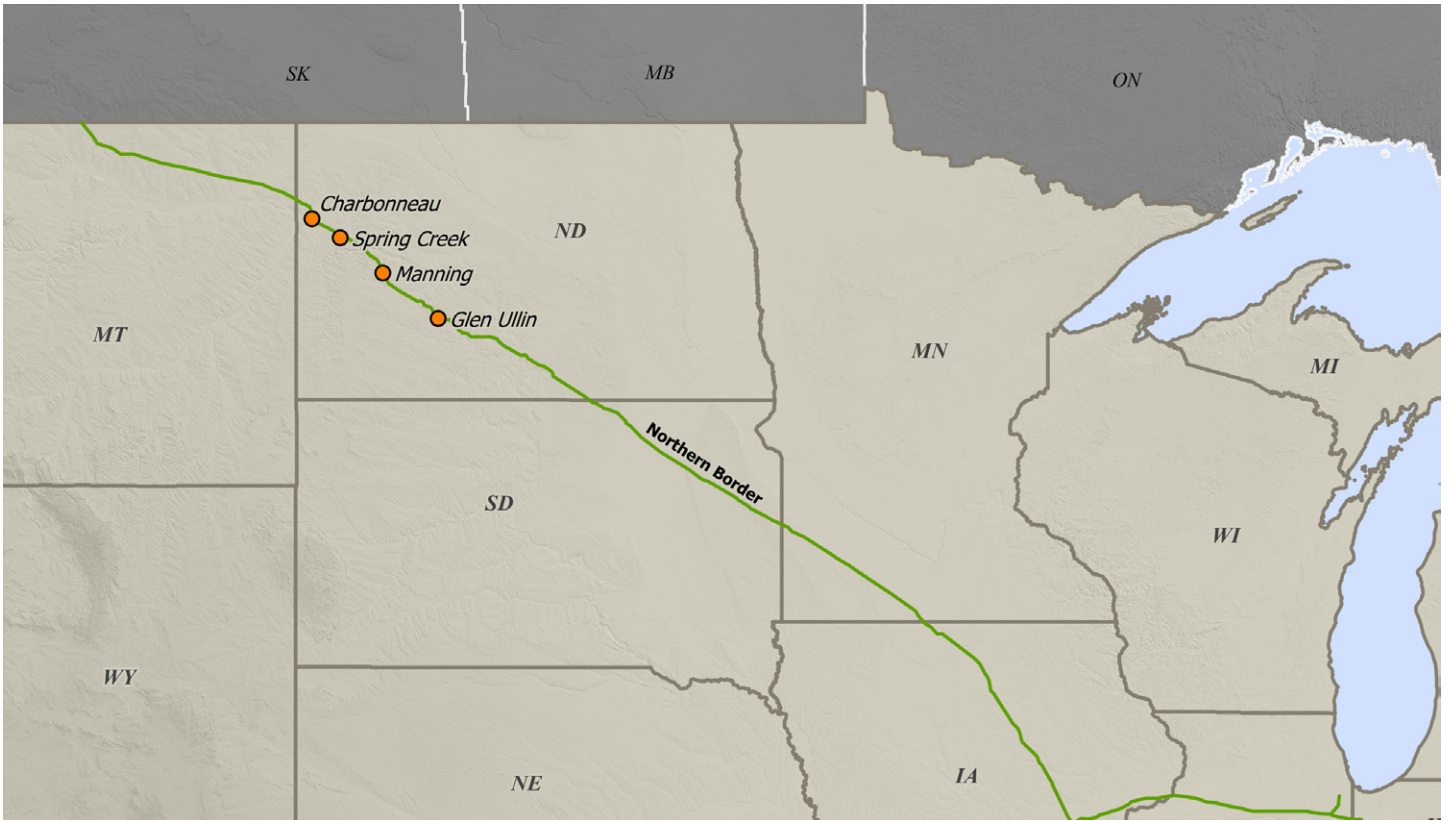 SK
MB
ON
Charbonneau
Spring Creek
ND
Manning
Glen Ullin
MT
MN
MI
Northern Border
SD
WI
WY
IA
NE